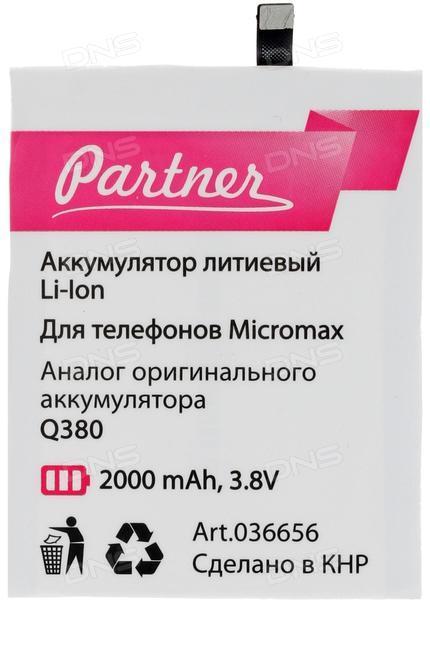 Partner
Аккумулятор литиевый
Li-Ion
Для телефонов Micromax
Аналог оригинального
аккумулятора
Q380
2000 mAh, 3.8V
Art.036656
Сделано в КНР
DNS